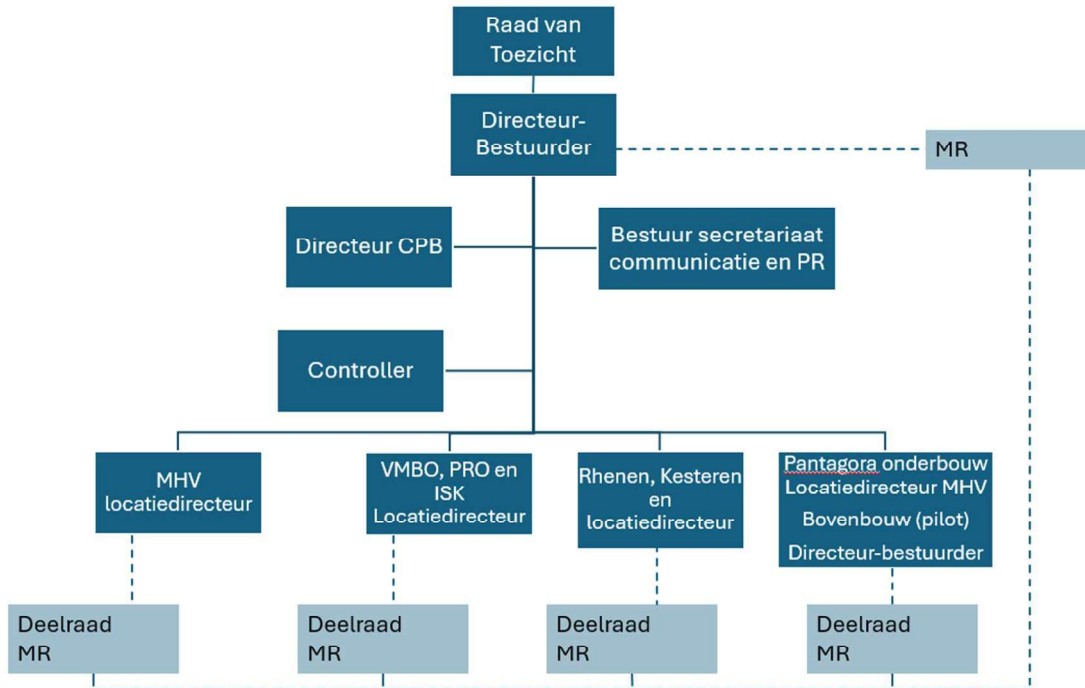 Raad van
Toezicht
Directeur-
Bestuurder
MR
Directeur CPB
Bestuur secretariaat
communicatie en PR
Controller
MHV
locatiedirecteur
VMBO, PRO en
ISK
Locatiedirecteur
Rhenen, Kesteren
en
locatiedirecteur
Pantagora onderbouw
Locatiedirecteur MHV
Bovenbouw (pilot)
Directeur-bestuurder
Deelraad
MR
Deelraad
MR
Deelraad
MR
Deelraad
MR